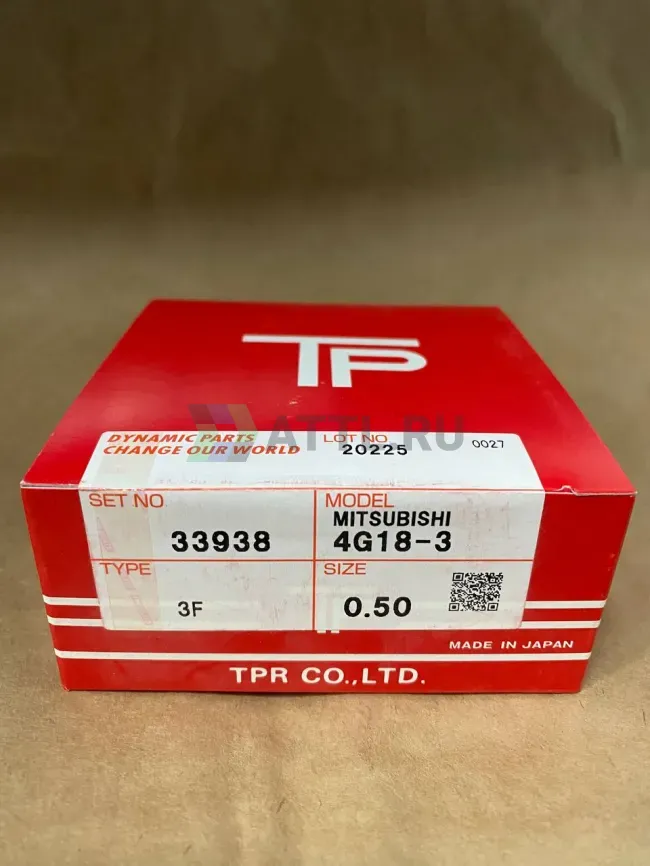 TP
ATTI.RU
DYNAMIC PARTS
CHANGE OUR WORLD
LOT NO
20225
0027
SET NO
33938
MODEL
MITSUBISHI
4G18-3
TYPE
3F
SIZE
0.50
MADE IN JAPAN
TPR CO.,LTD.